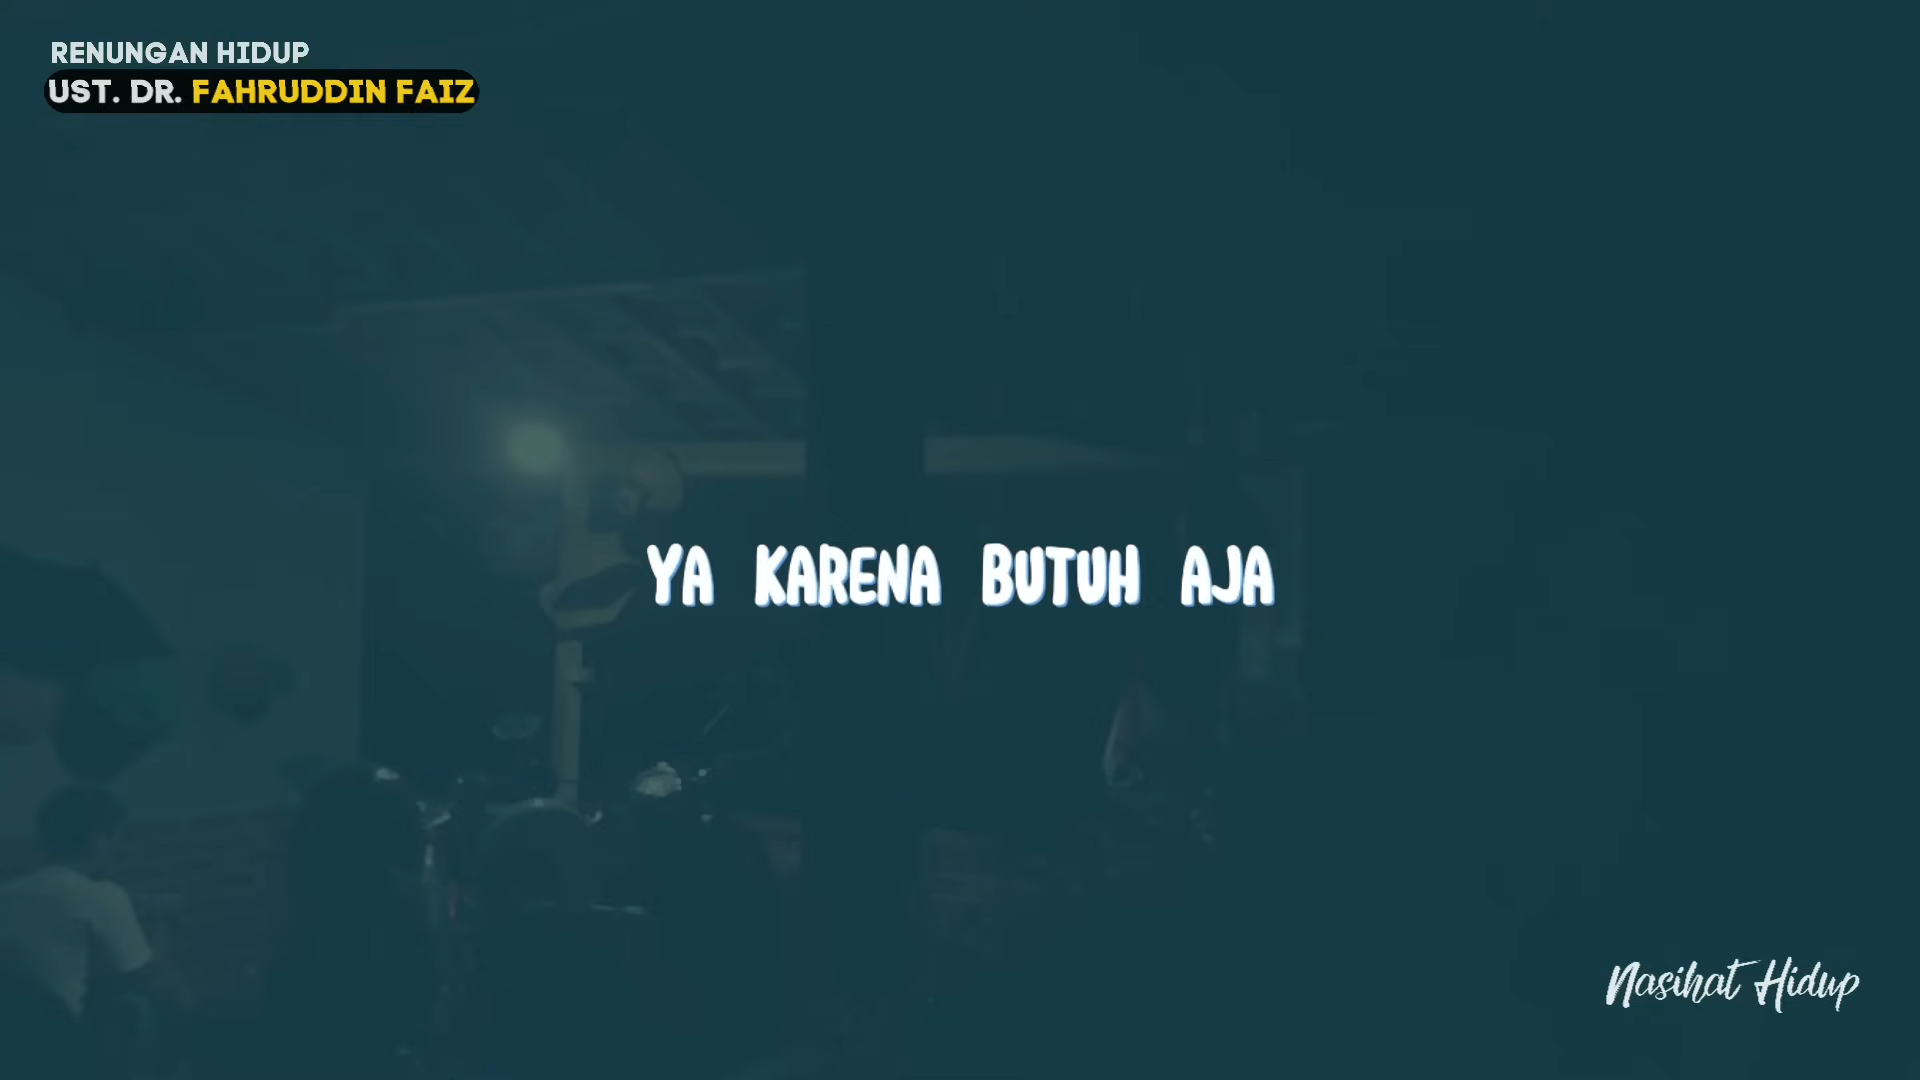 RENUNGAN HIDUP
UST. DR. FAHRUDDIN FAIZ
YA KARENA BUTUH AJA
Nasihat Hidup